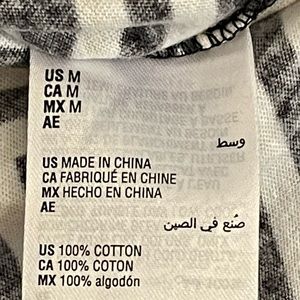 US M
CA M
MX M
AE
وسط
US MADE IN CHINA
CA FABRIQUÉ EN CHINE
MX HECHO EN CHINA
AE
صُنع في الصين
US 100% COTTON
CA 100% COTON
MX 100% algodón